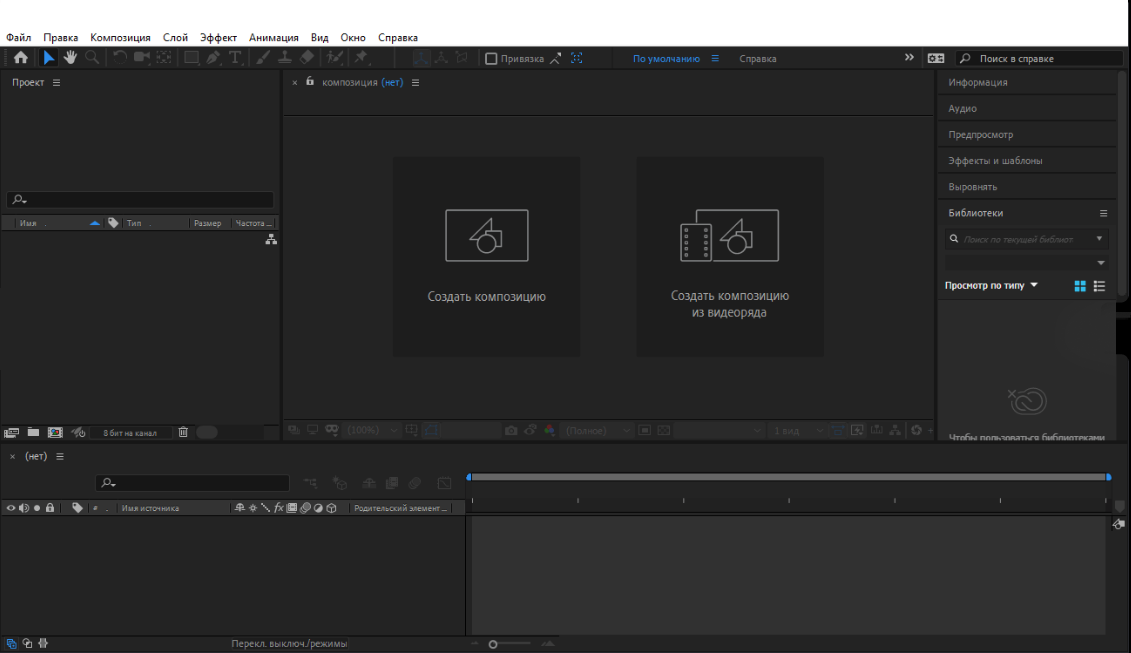 Файл Правка Композиция Слой Эффект Анимация Вид Окно Справка
Привязка По умолчанию Справка Поиск в справке
Проект
композиция (нет)
Информация
Аудио
Предпросмотр
Эффекты и шаблоны
Выровнять
Библиотеки
Поиск по текущей библиот
Просмотр по типу
Имя Тип Размер Частота ...
Создать композицию
Создать композицию
из видеоряда
Чтобы пользоваться библиотеками
8 бит на канал
(100%) (Полное) 1 вид
(нет)
# . Имя источника fx Родительский элемент ...
Перекл. выключ./режимы